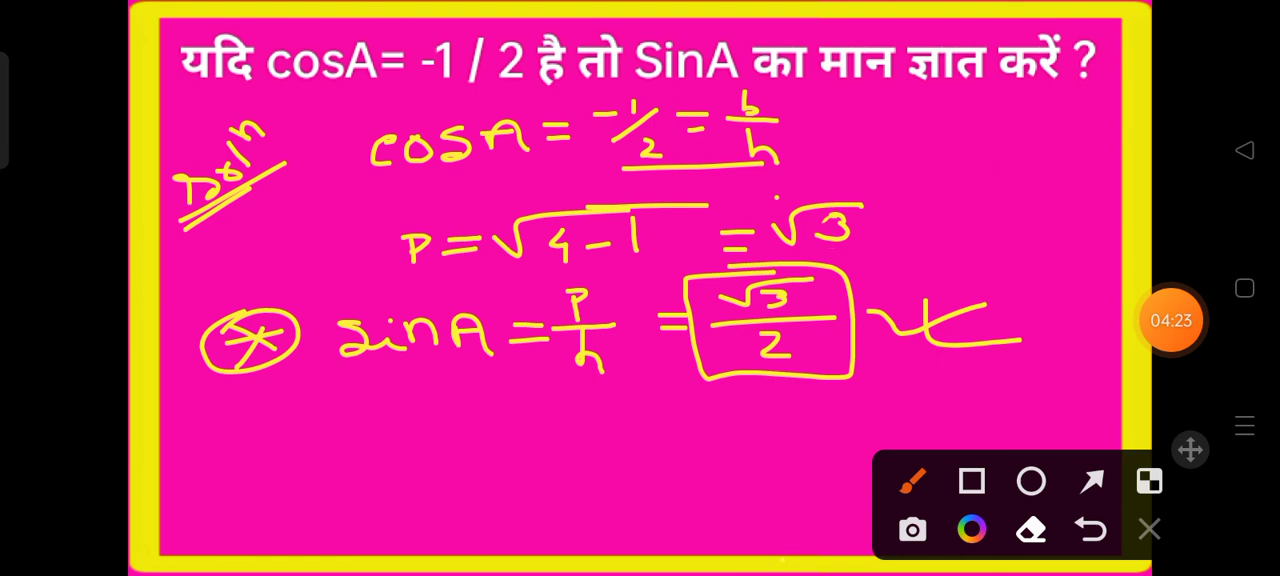 यदि cosA= -1 / 2 है तो SinA का मान ज्ञात करें ?
cosA = -1/2 = b/h
p = √4-1 = √3
sinA = p/h = √3/2
04:23